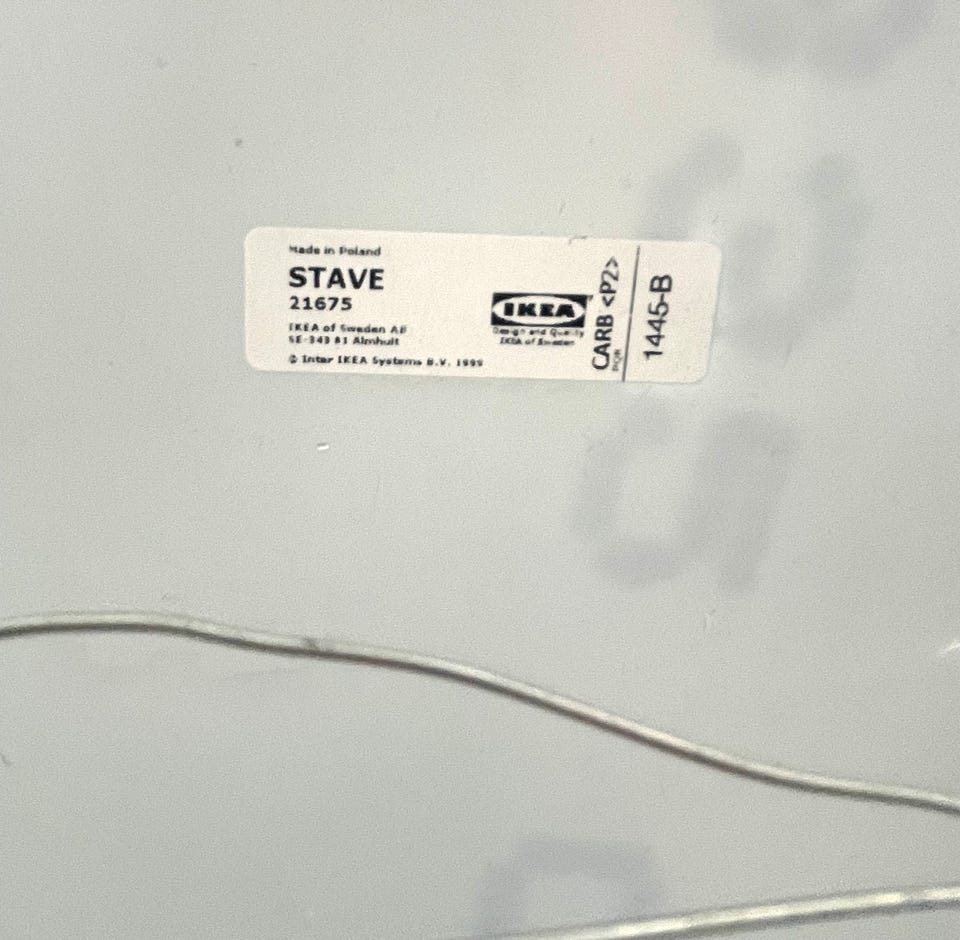 Made in Poland
STAVE
21675
IKEA of Sweden AB
SE-343 81 Älmhult
© Inter IKEA Systems B.V. 1999
IKEA
Design and Quality
IKEA of Sweden
CARB <P2>
1445-B